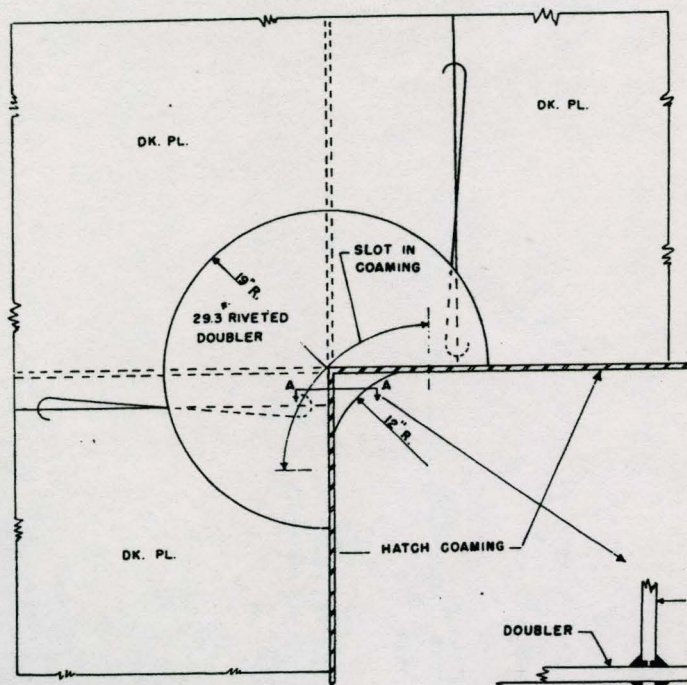 DK. PL.
DK. PL.
SLOT IN
COAMING
19" R.
29.3# RIVETED
DOUBLER
A
A
12" R.
DK. PL.
HATCH COAMING
DOUBLER